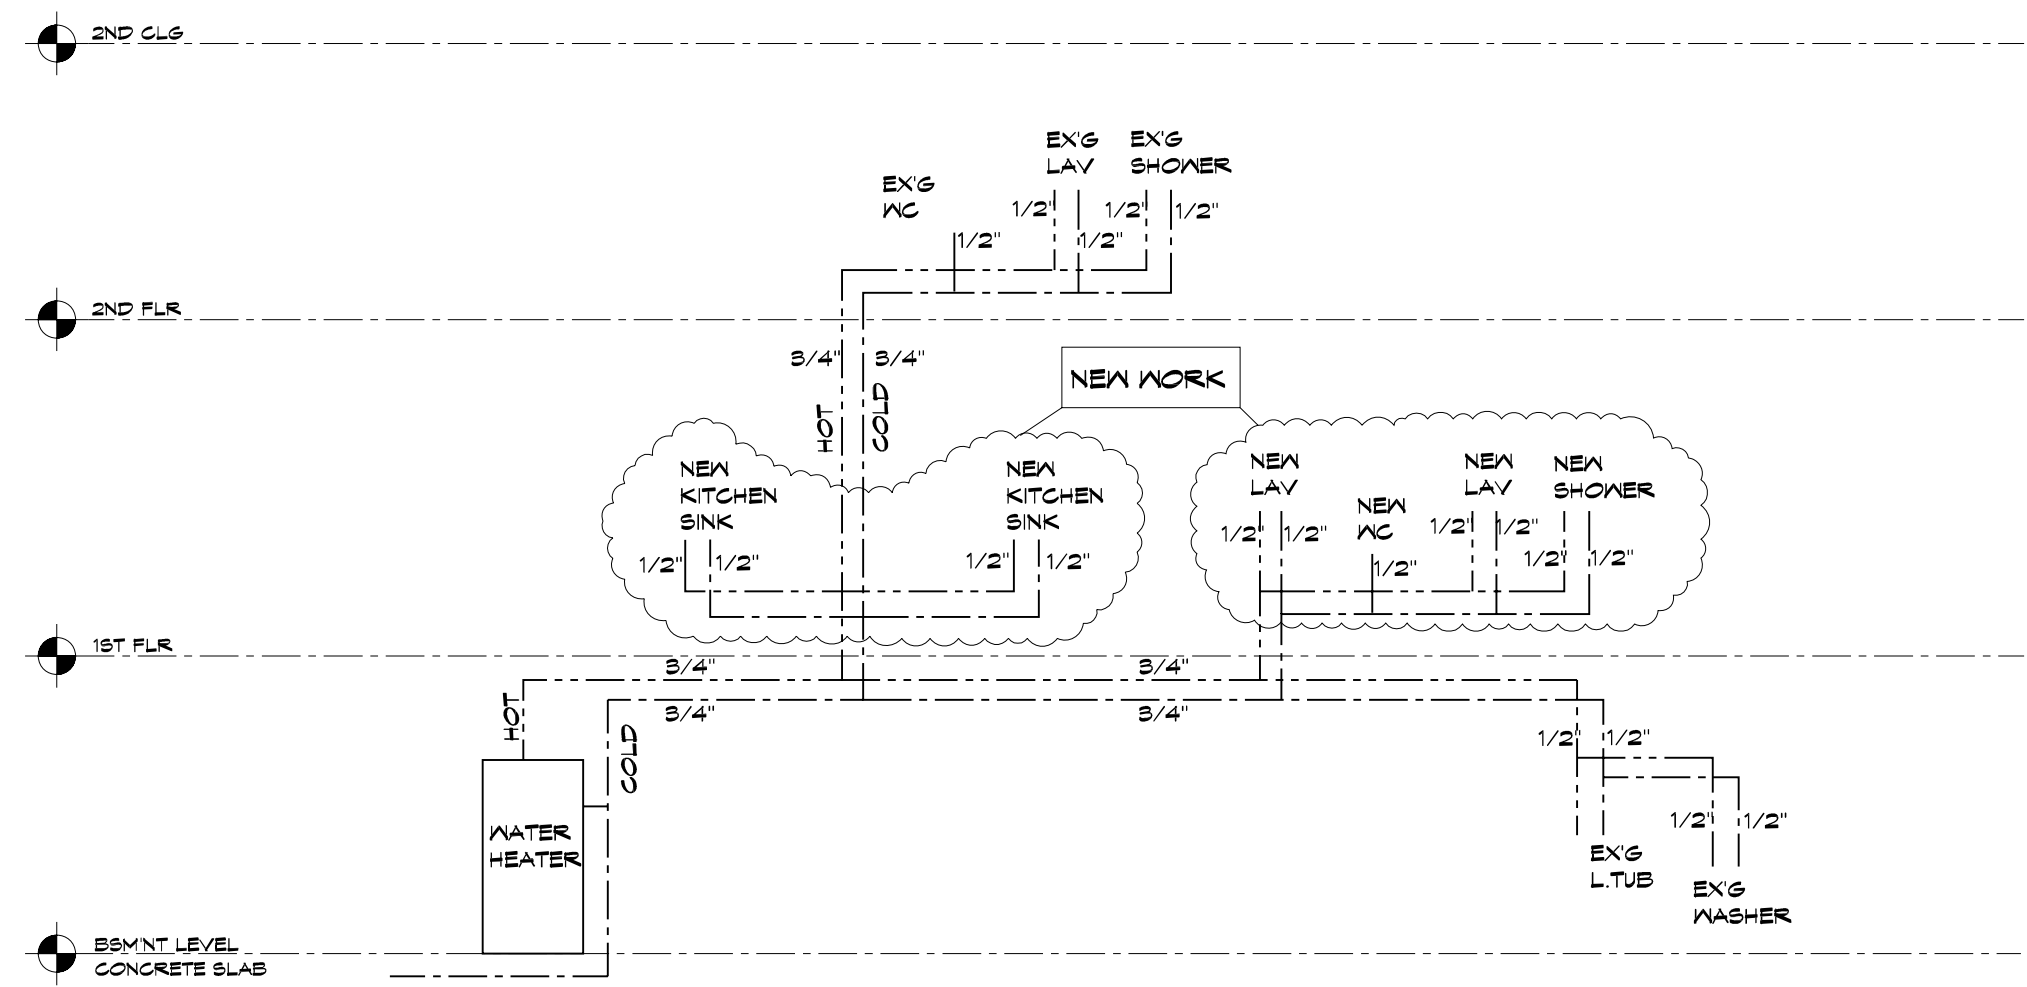 2ND CLG
EX'G
LAV
EX'G
SHOWER
EX'G
WC
1/2"
1/2"
1/2"
1/2"
1/2"
2ND FLR
3/4"
3/4"
HOT
COLD
NEW WORK
NEW
KITCHEN
SINK
1/2"
1/2"
NEW
KITCHEN
SINK
1/2"
1/2"
NEW
LAV
1/2"
1/2"
NEW
WC
1/2"
NEW
LAV
1/2"
1/2"
NEW
SHOWER
1/2"
1/2"
1ST FLR
3/4"
3/4"
3/4"
3/4"
HOT
COLD
WATER
HEATER
1/2"
1/2"
1/2"
1/2"
EX'G
L.TUB
EX'G
WASHER
BSM'NT LEVEL
CONCRETE SLAB